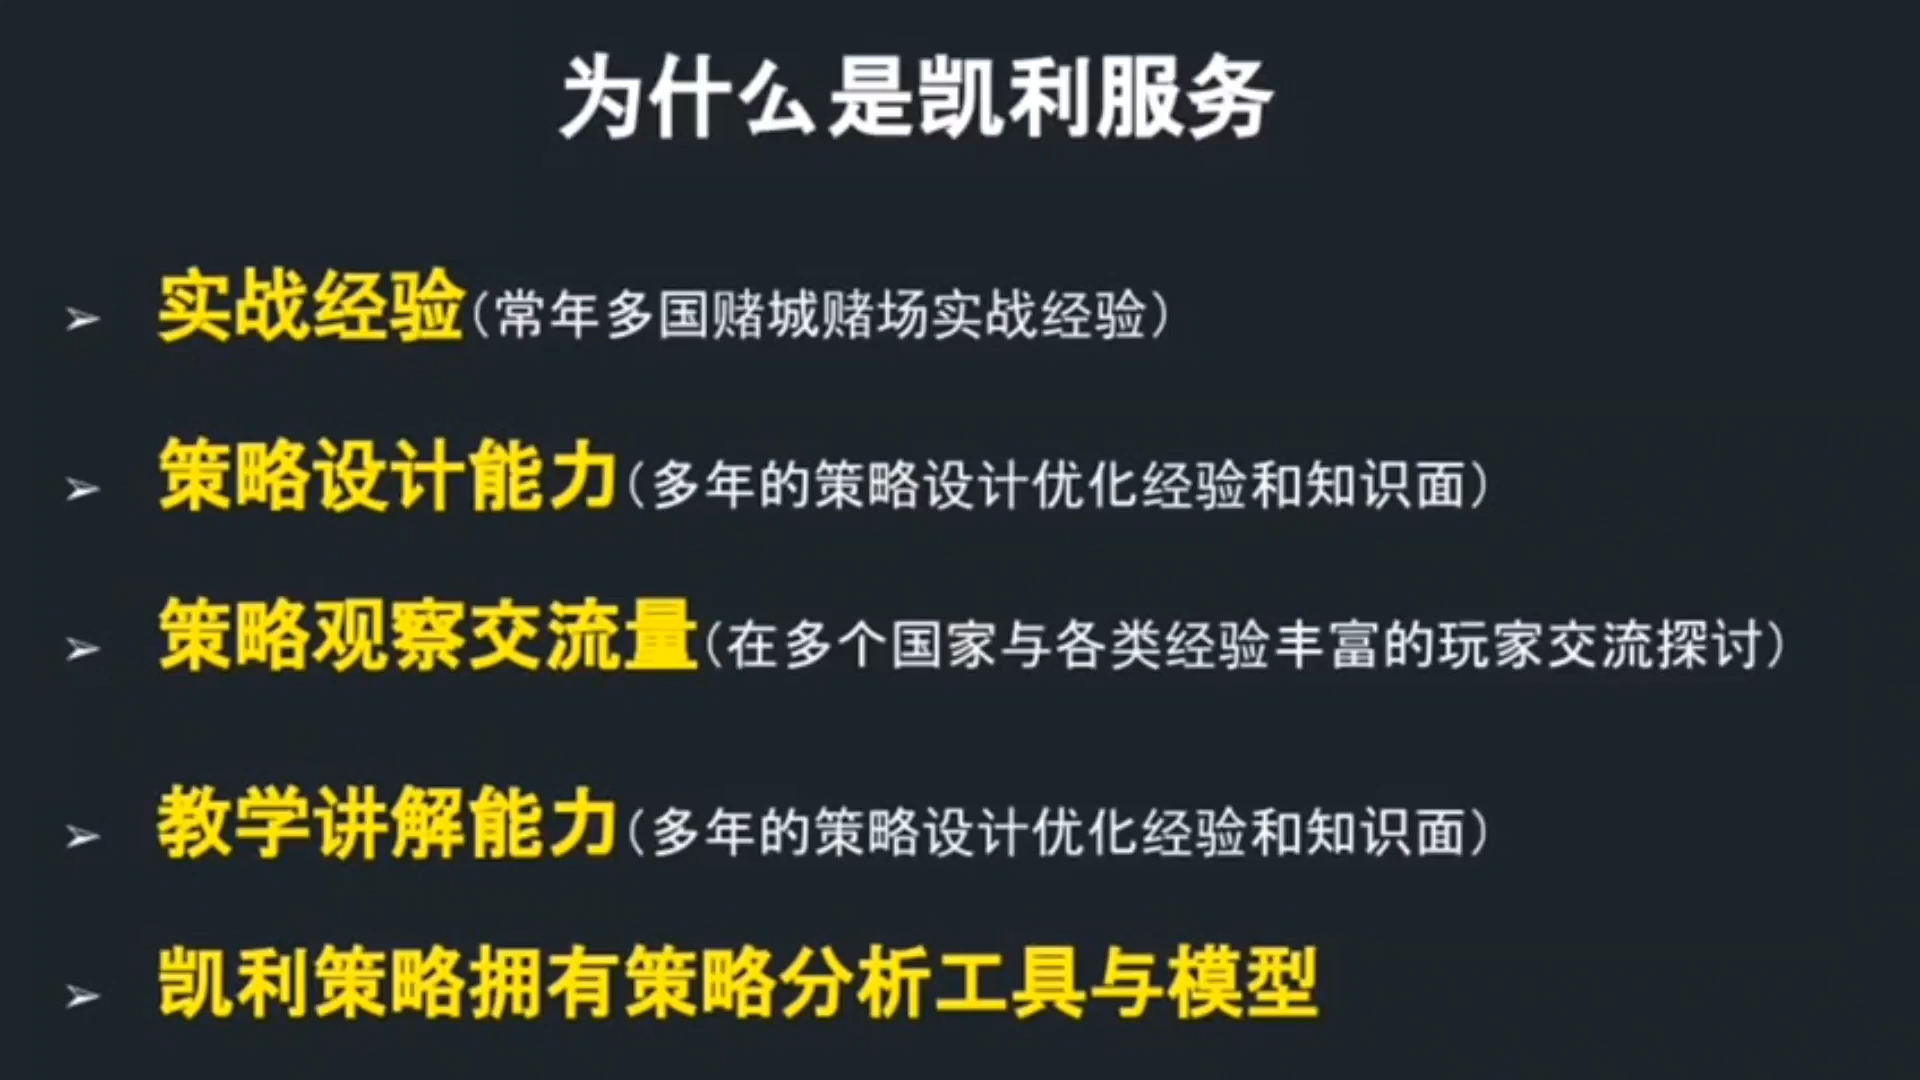 为什么是凯利服务
➢ 实战经验(常年多国赌城赌场实战经验)
➢ 策略设计能力(多年的策略设计优化经验和知识面)
➢ 策略观察交流量(在多个国家与各类经验丰富的玩家交流探讨)
➢ 教学讲解能力(多年的策略设计优化经验和知识面)
➢ 凯利策略拥有策略分析工具与模型